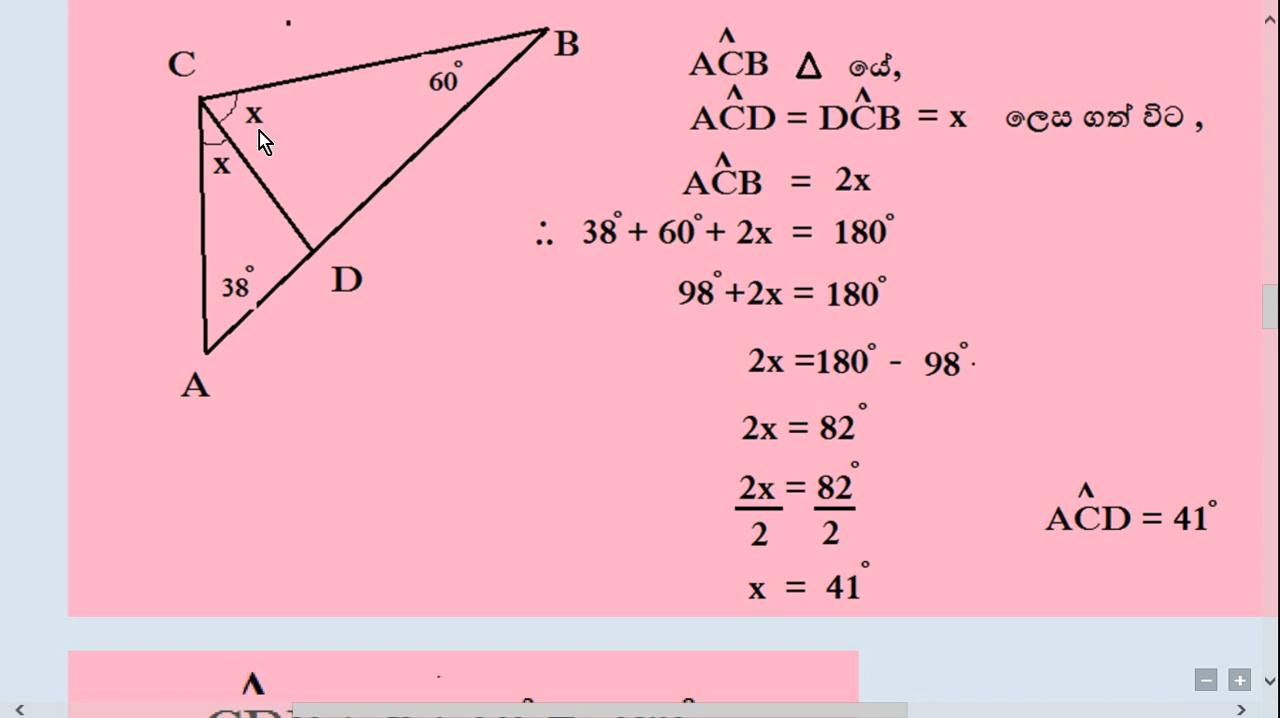 C
B
60°
x
x
38°
D
A
AĈB Δ යේ,
AĈD = DĈB = x ලෙස ගත් විට ,
AĈB = 2x
∴ 38° + 60° + 2x = 180°
98° +2x = 180°
2x =180° - 98°
2x = 82°
2x = 82°
2 2
x = 41°
AĈD = 41°